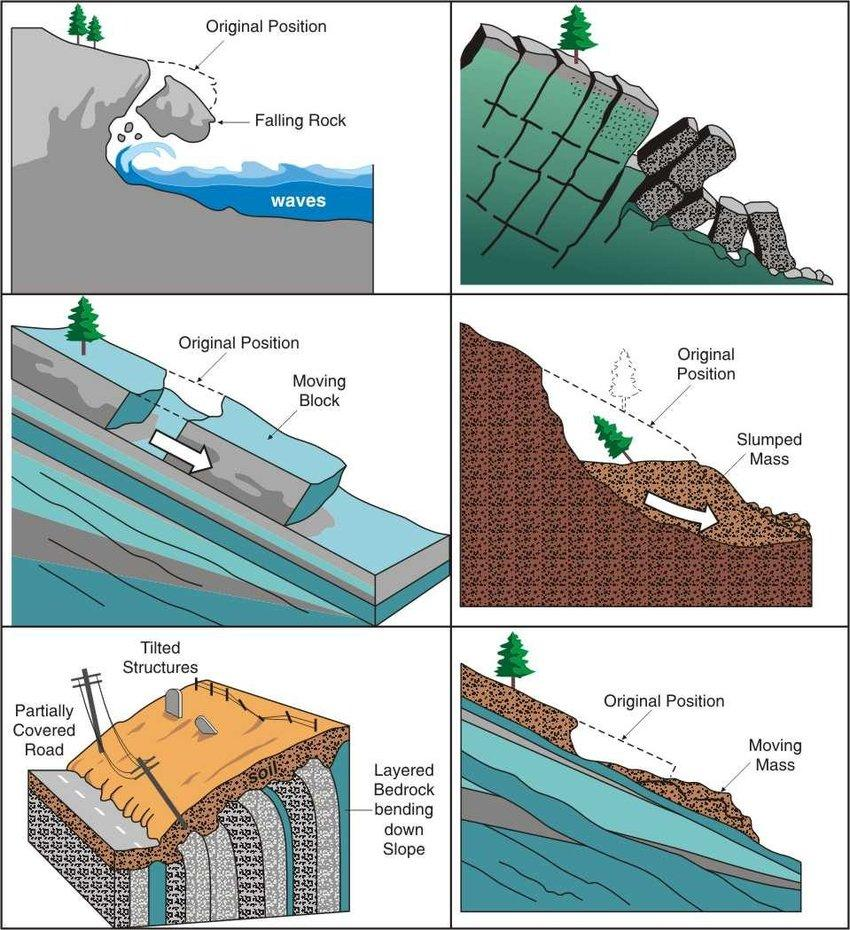 Original Position
Falling Rock
waves
Original Position
Moving
Block
Original
Position
Slumped
Mass
Tilted
Structures
Partially
Covered
Road
soil
Layered
Bedrock
bending
down
Slope
Original Position
Moving
Mass